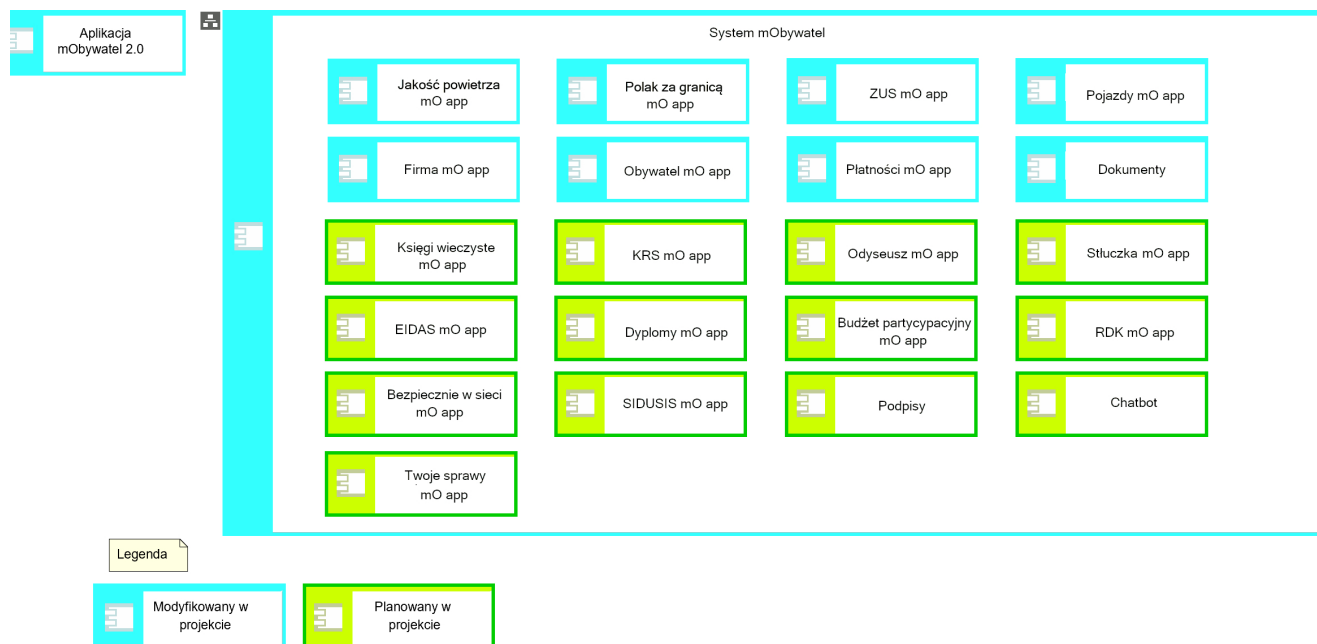 Aplikacja
mObywatel 2.0
System mObywatel
Jakość powietrza
mO app
Polak za granicą
mO app
ZUS mO app
Pojazdy mO app
Firma mO app
Obywatel mO app
Płatności mO app
Dokumenty
Księgi wieczyste
mO app
KRS mO app
Odyseusz mO app
Stłuczka mO app
EIDAS mO app
Dyplomy mO app
Budżet partycypacyjny
mO app
RDK mO app
Bezpiecznie w sieci
mO app
SIDUSIS mO app
Podpisy
Chatbot
Twoje sprawy
mO app
Legenda
Modyfikowany w
projekcie
Planowany w
projekcie